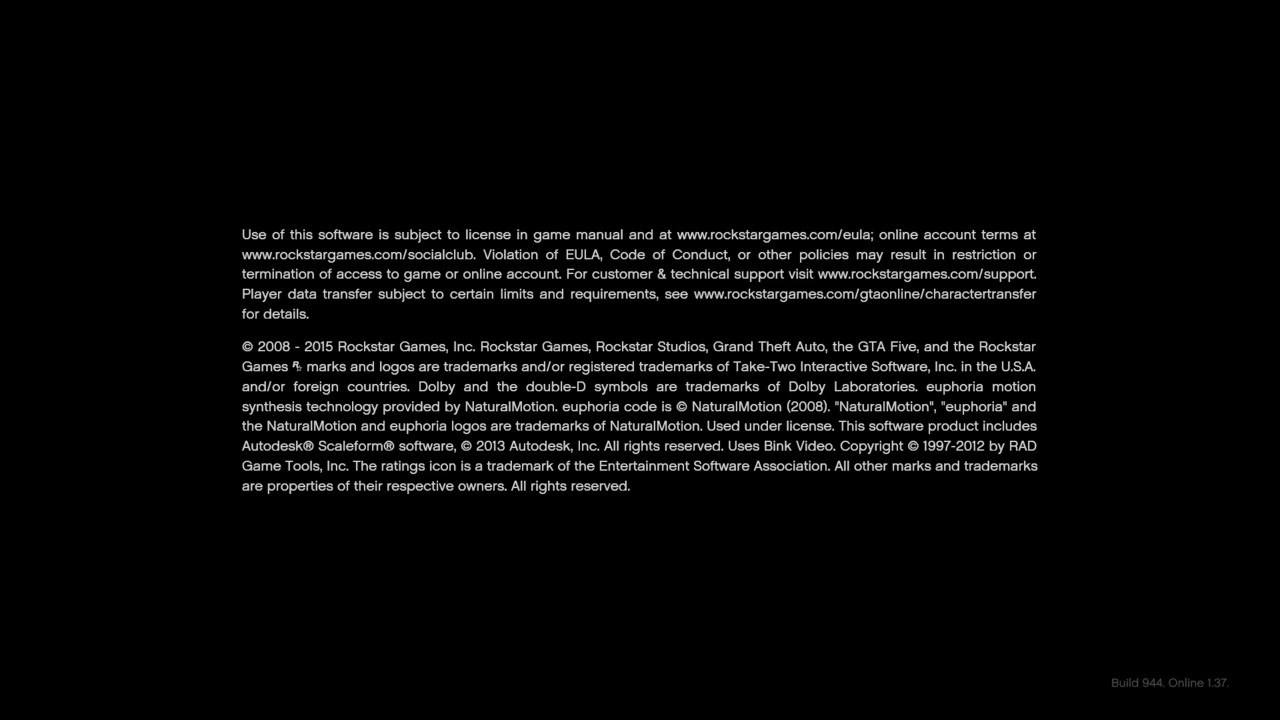 Use of this software is subject to license in game manual and at www.rockstargames.com/eula; online account terms at
www.rockstargames.com/socialclub. Violation of EULA, Code of Conduct, or other policies may result in restriction or
termination of access to game or online account. For customer & technical support visit www.rockstargames.com/support.
Player data transfer subject to certain limits and requirements, see www.rockstargames.com/gtaonline/charactertransfer
for details.
© 2008 - 2015 Rockstar Games, Inc. Rockstar Games, Rockstar Studios, Grand Theft Auto, the GTA Five, and the Rockstar
Games R* marks and logos are trademarks and/or registered trademarks of Take-Two Interactive Software, Inc. in the U.S.A.
and/or foreign countries. Dolby and the double-D symbols are trademarks of Dolby Laboratories. euphoria motion
synthesis technology provided by NaturalMotion. euphoria code is © NaturalMotion (2008). "NaturalMotion", "euphoria" and
the NaturalMotion and euphoria logos are trademarks of NaturalMotion. Used under license. This software product includes
Autodesk® Scaleform® software, © 2013 Autodesk, Inc. All rights reserved. Uses Bink Video. Copyright © 1997-2012 by RAD
Game Tools, Inc. The ratings icon is a trademark of the Entertainment Software Association. All other marks and trademarks
are properties of their respective owners. All rights reserved.
Build 944. Online 1.37.